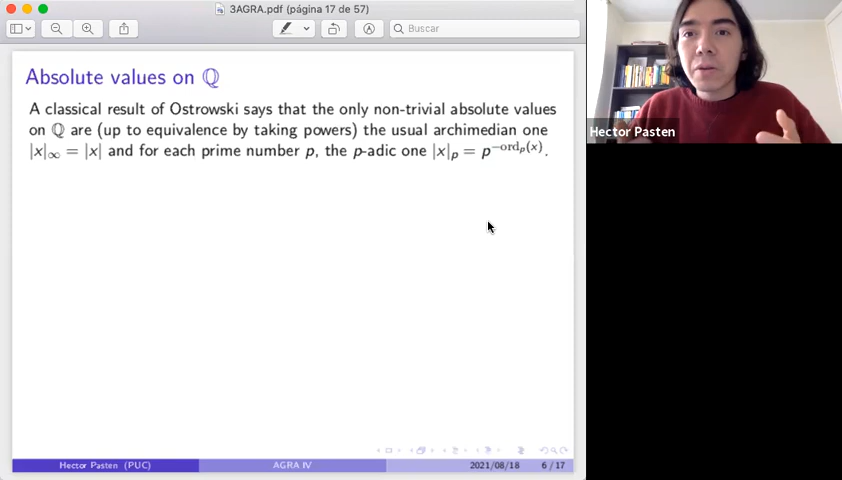 3AGRA.pdf (página 17 de 57)
Buscar
Absolute values on ℚ
A classical result of Ostrowski says that the only non-trivial absolute values
on ℚ are (up to equivalence by taking powers) the usual archimedian one
|x|∞ = |x| and for each prime number p, the p-adic one |x|ₚ = p^{−ordₚ(x)}.
Hector Pasten (PUC) AGRA IV 2021/08/18 6 / 17
Hector Pasten